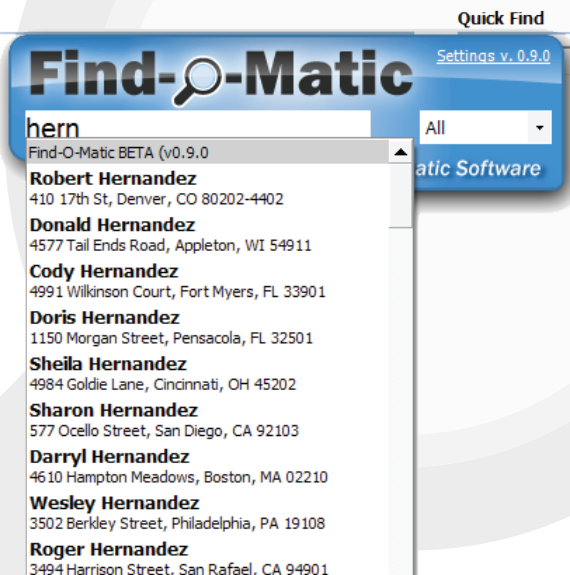 Quick Find
Find-O-Matic
Settings v. 0.9.0
hern
All
Find-O-Matic BETA (v0.9.0
atic Software
Robert Hernandez
410 17th St, Denver, CO 80202-4402
Donald Hernandez
4577 Tail Ends Road, Appleton, WI 54911
Cody Hernandez
4991 Wilkinson Court, Fort Myers, FL 33901
Doris Hernandez
1150 Morgan Street, Pensacola, FL 32501
Sheila Hernandez
4984 Goldie Lane, Cincinnati, OH 45202
Sharon Hernandez
577 Ocello Street, San Diego, CA 92103
Darryl Hernandez
4610 Hampton Meadows, Boston, MA 02210
Wesley Hernandez
3502 Berkley Street, Philadelphia, PA 19108
Roger Hernandez
3494 Harrison Street, San Rafael, CA 94901